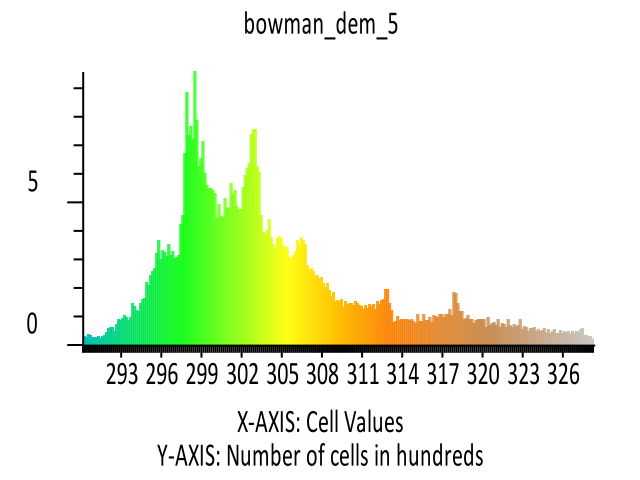 bowman_dem_5
5
0
293 296 299 302 305 308 311 314 317 320 323 326
X-AXIS: Cell Values
Y-AXIS: Number of cells in hundreds